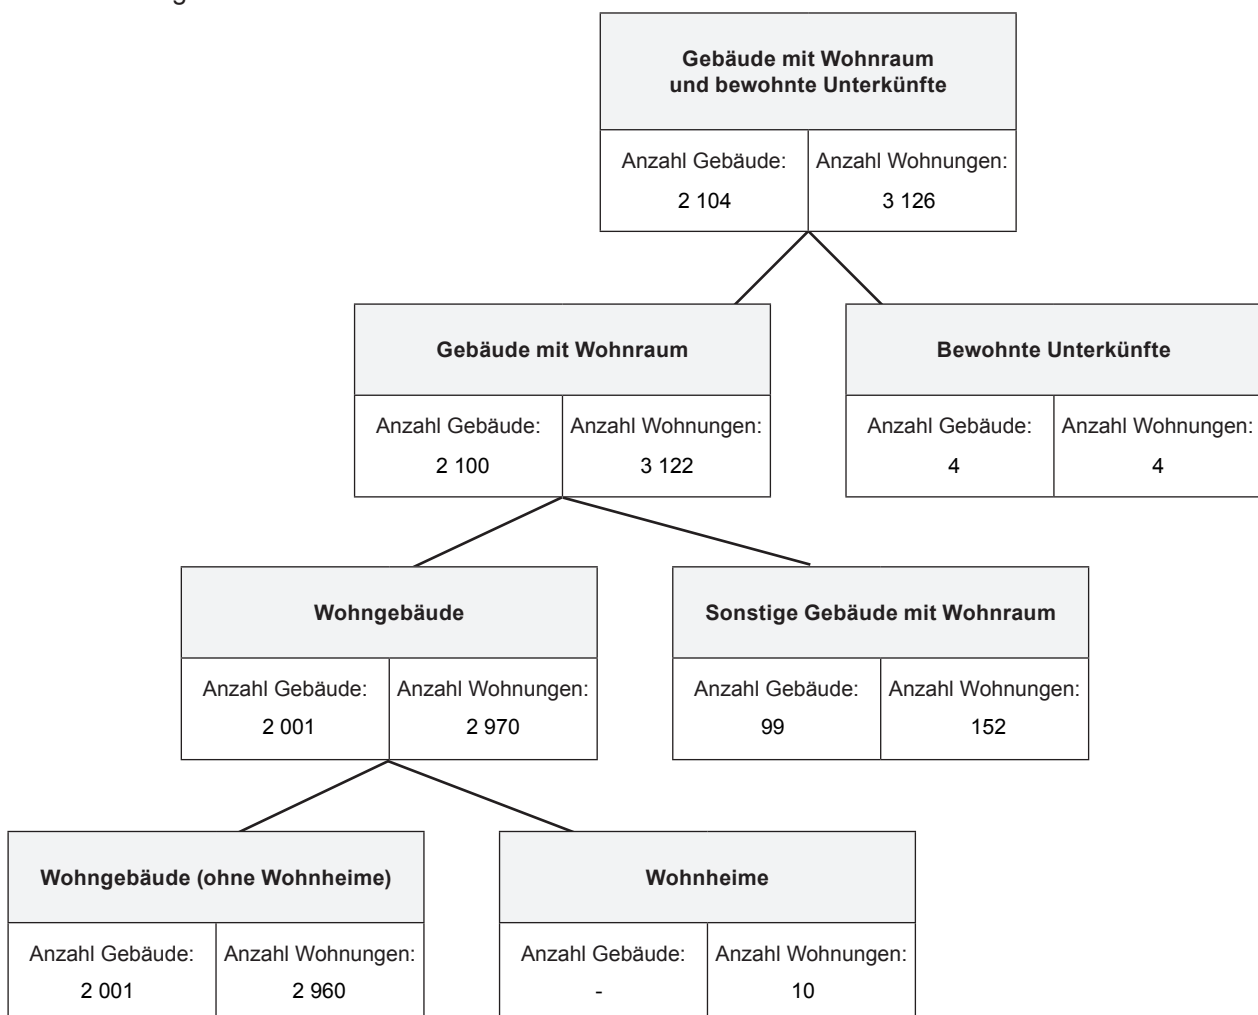 Gebäude mit Wohnraum
und bewohnte Unterkünfte
Anzahl Gebäude: Anzahl Wohnungen:
2 104 3 126
Gebäude mit Wohnraum Bewohnte Unterkünfte
Anzahl Gebäude: Anzahl Wohnungen: Anzahl Gebäude: Anzahl Wohnungen:
2 100 3 122 4 4
Wohngebäude Sonstige Gebäude mit Wohnraum
Anzahl Gebäude: Anzahl Wohnungen: Anzahl Gebäude: Anzahl Wohnungen:
2 001 2 970 99 152
Wohngebäude (ohne Wohnheime) Wohnheime
Anzahl Gebäude: Anzahl Wohnungen: Anzahl Gebäude: Anzahl Wohnungen:
2 001 2 960 - 10